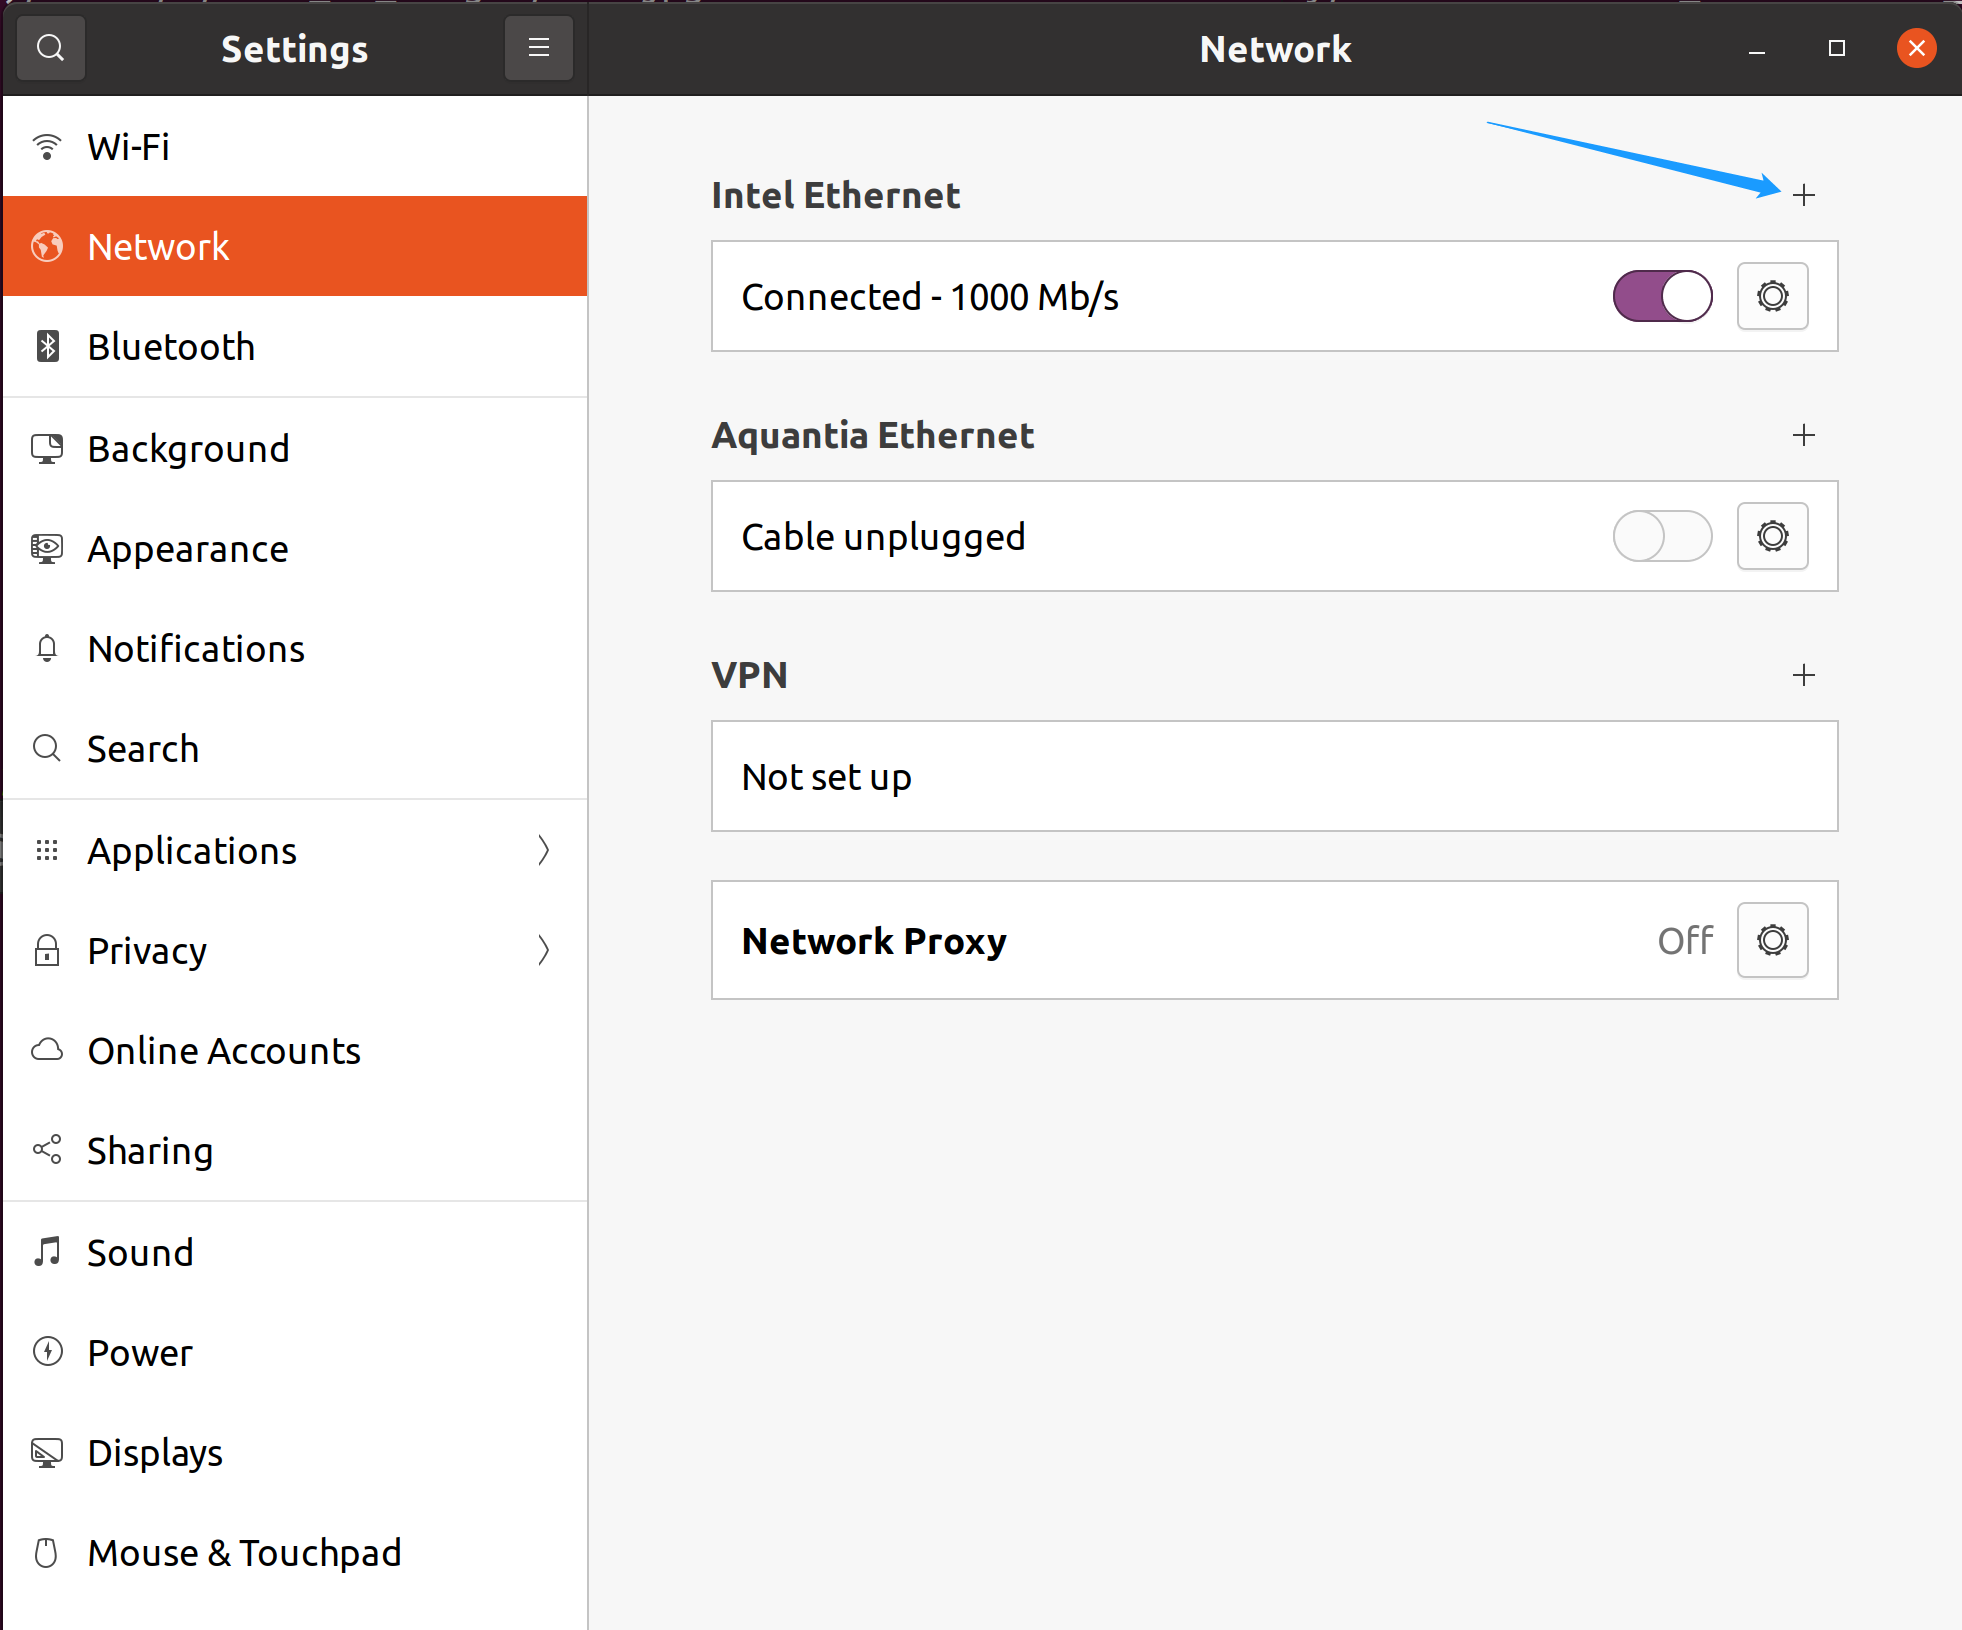 Settings
Network
Wi-Fi
Network
Bluetooth
Background
Appearance
Notifications
Search
Applications
Privacy
Online Accounts
Sharing
Sound
Power
Displays
Mouse & Touchpad
Intel Ethernet
Connected - 1000 Mb/s
Aquantia Ethernet
Cable unplugged
VPN
Not set up
Network Proxy Off